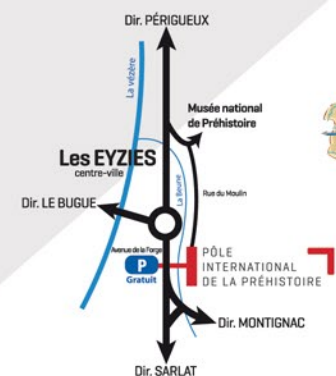 Dir. PÉRIGUEUX
La vézère
Musée national
de Préhistoire
Les EYZIES
centre-ville
La Beune
Rue du Moulin
Dir. LE BUGUE
Avenue de la Forge
P
Gratuit
PÔLE
INTERNATIONAL
DE LA PRÉHISTOIRE
Dir. MONTIGNAC
Dir. SARLAT